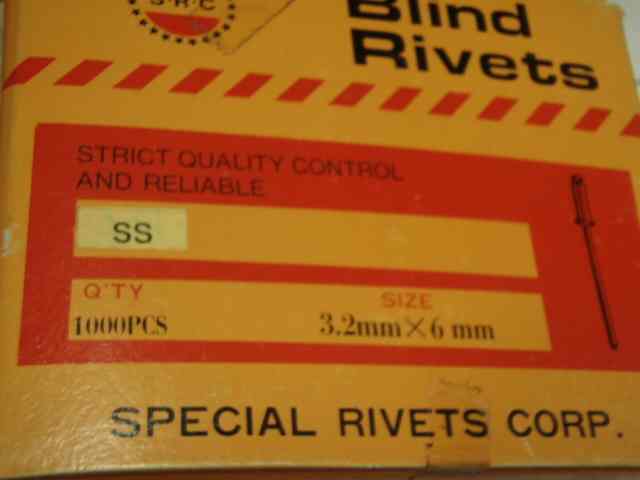 S·R·C
Blind
Rivets
STRICT QUALITY CONTROL
AND RELIABLE
SS
Q'TY
SIZE
1000PCS
3.2mm×6 mm
SPECIAL RIVETS CORP.